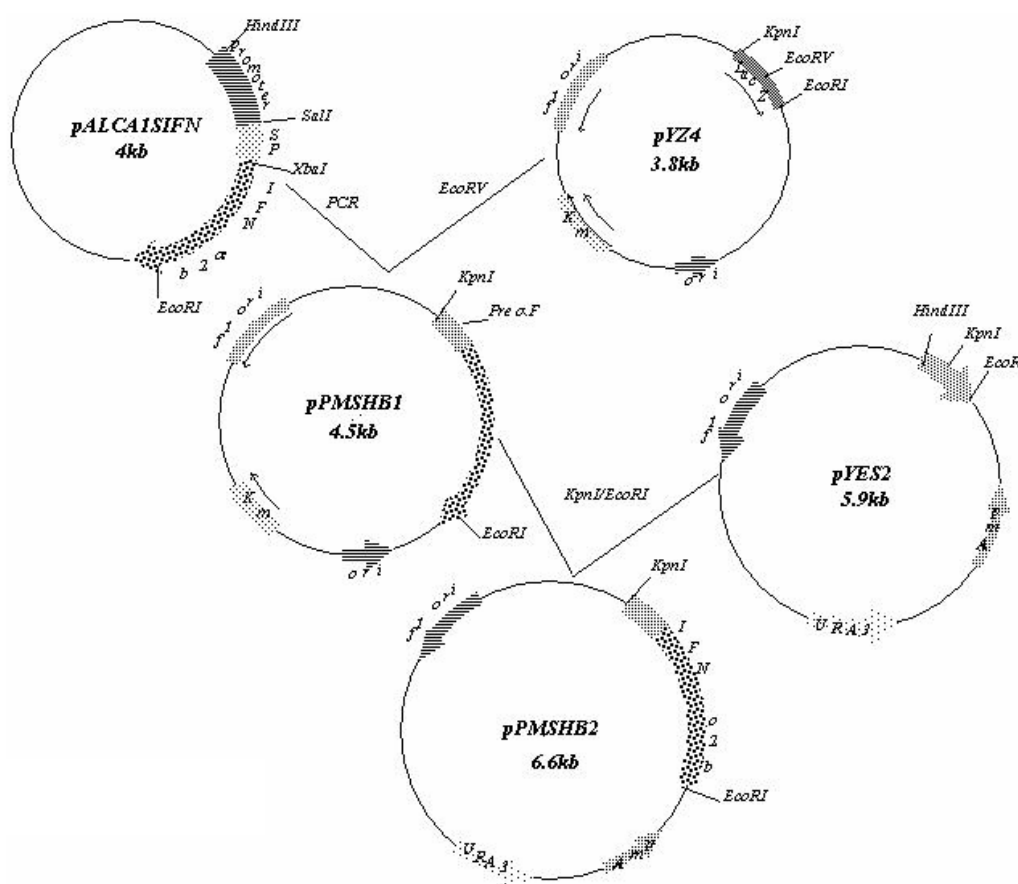 HindIII
Promoter
SalI
SP
XbaI
IFN
α2b
EcoRI
pALCA1SIFN
4kb
KpnI
EcoRV
EcoRI
LacZ
f1 ori
pYZ4
3.8kb
Km
ori
PCR
EcoRV
KpnI
Pre α.F
f1 ori
pPMSHB1
4.5kb
Km
ori
EcoRI
KpnI/EcoRI
HindIII
KpnI
EcoR
f1 ori
pYES2
5.9kb
Amp
URA3
KpnI
f1 ori
IFN
α2b
pPMSHB2
6.6kb
EcoRI
Amp
URA3